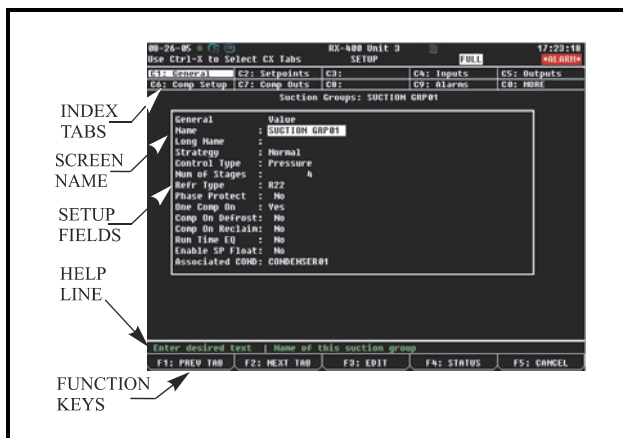 08-26-05 RX-400 Unit 3 17:23:18
Use Ctrl-X to Select CX Tabs SETUP FULL *ALARM*
C1: General C2: Setpoints C3: C4: Inputs C5: Outputs
C6: Comp Setup C7: Comp Outs C8: C9: Alarms C0: MORE
Suction Groups: SUCTION GRP01
General Value
Name : SUCTION GRP01
Long Name :
Strategy : Normal
Control Type : Pressure
Num of Stages : 4
Refr Type : R22
Phase Protect : No
One Comp On : Yes
Comp On Defrost: No
Comp On Reclaim: No
Run Time EQ : No
Enable SP Float: No
Associated COND: CONDENSER01
Enter desired text | Name of this suction group
F1: PREV TAB F2: NEXT TAB F3: EDIT F4: STATUS F5: CANCEL
INDEX
TABS
SCREEN
NAME
SETUP
FIELDS
HELP
LINE
FUNCTION
KEYS